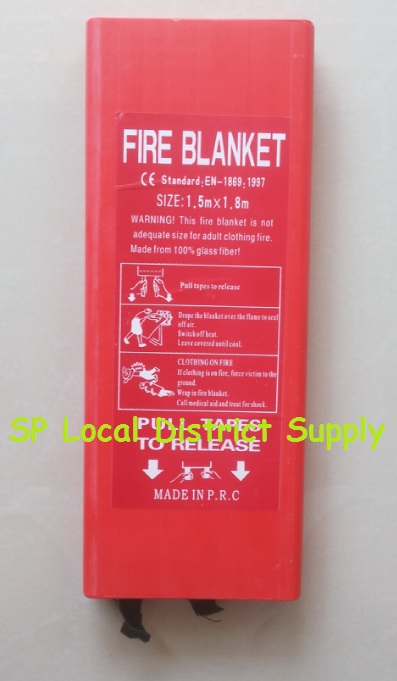 FIRE BLANKET
CE Standard:EN-1869:1997
SIZE: 1.5m×1.8m
WARNING! This fire blanket is not
adequate size for adult clothing fire.
Made from 100% glass fiber!
Pull tapes to release
Drape the blanket over the flame to seal
off air.
Switch off heat.
Leave covered until cool.
CLOTHING ON FIRE
If clothing is on fire, force victim to the
ground.
Wrap in fire blanket.
Call medical aid and treat for shock.
PULL TAPES
SP Local District Supply
TO RELEASE
MADE IN P.R.C